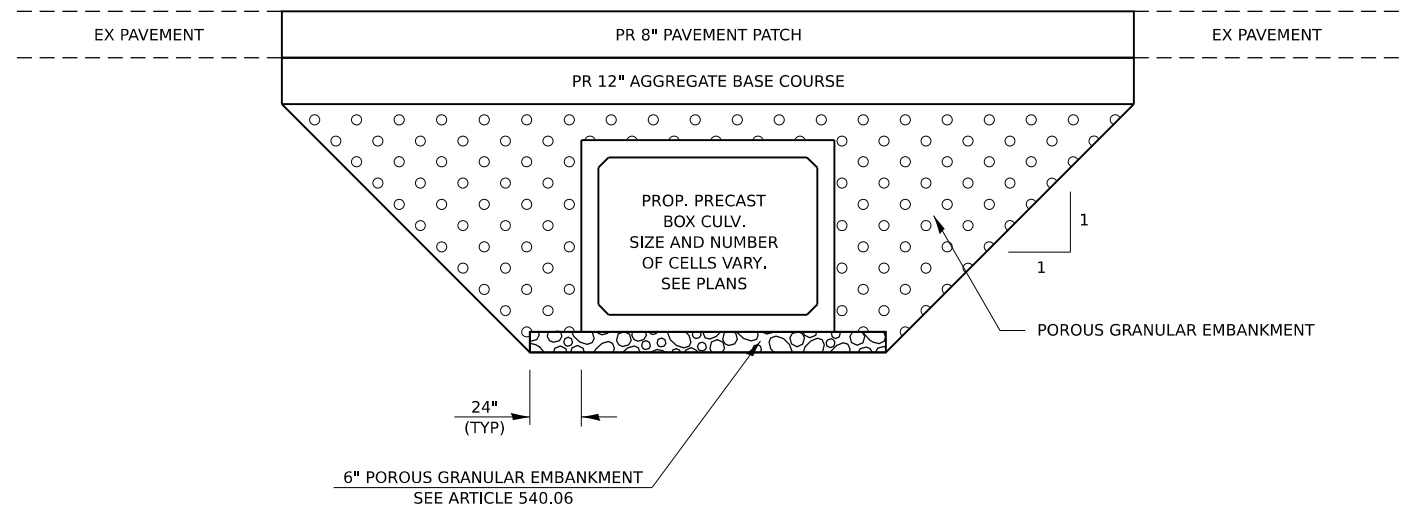 EX PAVEMENT
PR 8" PAVEMENT PATCH
EX PAVEMENT
PR 12" AGGREGATE BASE COURSE
PROP. PRECAST
BOX CULV.
SIZE AND NUMBER
OF CELLS VARY.
SEE PLANS
1
1
POROUS GRANULAR EMBANKMENT
24"
(TYP)
6" POROUS GRANULAR EMBANKMENT
SEE ARTICLE 540.06